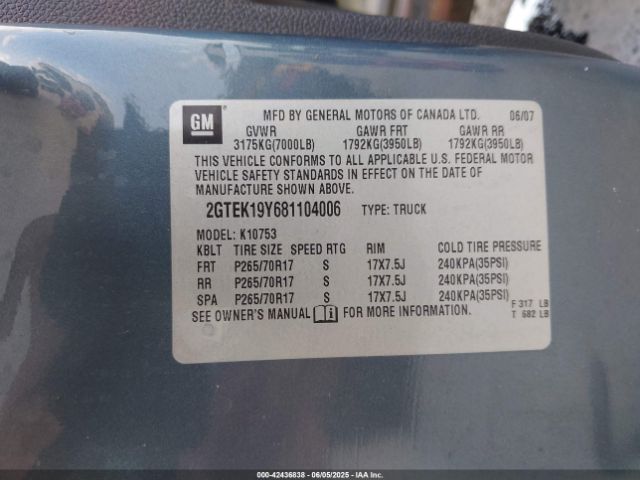 GM
MFD BY GENERAL MOTORS OF CANADA LTD. 06/07
GVWR GAWR FRT GAWR RR
3175KG(7000LB) 1792KG(3950LB) 1792KG(3950LB)
THIS VEHICLE CONFORMS TO ALL APPLICABLE U.S. FEDERAL MOTOR
VEHICLE SAFETY STANDARDS IN EFFECT ON THE DATE OF
MANUFACTURE SHOWN ABOVE.
2GTEK19Y681104006 TYPE: TRUCK
MODEL: K10753
KBLT TIRE SIZE SPEED RTG RIM COLD TIRE PRESSURE
FRT P265/70R17 S 17X7.5J 240KPA(35PSI)
RR P265/70R17 S 17X7.5J 240KPA(35PSI)
SPA P265/70R17 S 17X7.5J 240KPA(35PSI)
SEE OWNER'S MANUAL i FOR MORE INFORMATION.
F 317 LB
T 682 LB
000-42436838 - 06/05/2025 - IAAI.com